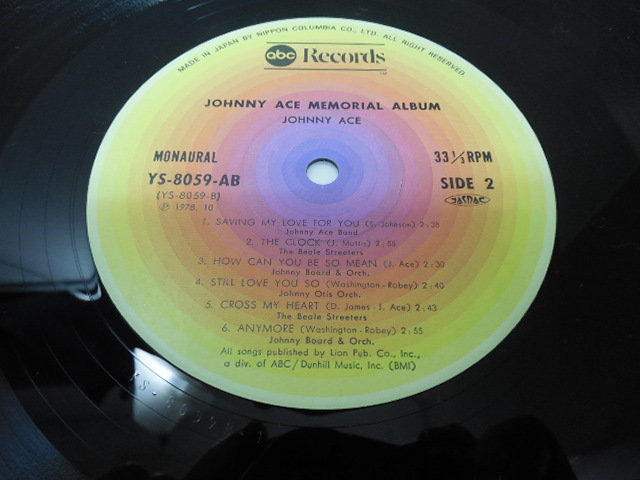 MADE IN JAPAN BY NIPPON COLUMBIA CO., LTD. ALL RIGHT RESERVED.
abc Records
TM
JOHNNY ACE MEMORIAL ALBUM
JOHNNY ACE
MONAURAL
33 1/3 RPM
YS-8059-AB
SIDE 2
(YS-8059-B)
JASRAC
℗ 1978. 10
1. SAVING MY LOVE FOR YOU (S. Johnson) 2:38
Johnny Ace Band
2. THE CLOCK (J. Mattis) 2:55
The Beale Streeters
3. HOW CAN YOU BE SO MEAN (J. Ace) 2:30
Johnny Board & Orch.
4. STILL LOVE YOU SO (Washington-Robey) 2:40
Johnny Otis Orch.
5. CROSS MY HEART (D. James-J. Ace) 2:43
The Beale Streeters
6. ANYMORE (Washington-Robey) 2:55
Johnny Board & Orch.
All songs published by Lion Pub. Co., Inc.,
a div. of ABC/Dunhill Music, Inc. (BMI)